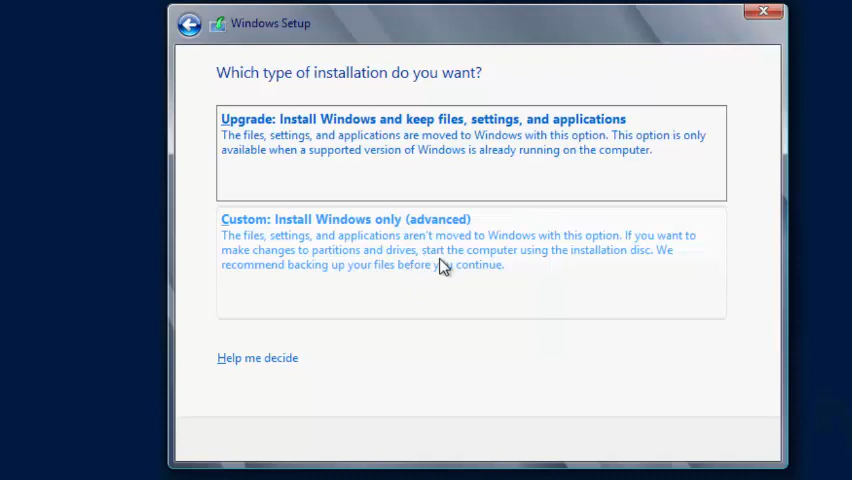 Windows Setup
Which type of installation do you want?
Upgrade: Install Windows and keep files, settings, and applications
The files, settings, and applications are moved to Windows with this option. This option is only
available when a supported version of Windows is already running on the computer.
Custom: Install Windows only (advanced)
The files, settings, and applications aren't moved to Windows with this option. If you want to
make changes to partitions and drives, start the computer using the installation disc. We
recommend backing up your files before you continue.
Help me decide